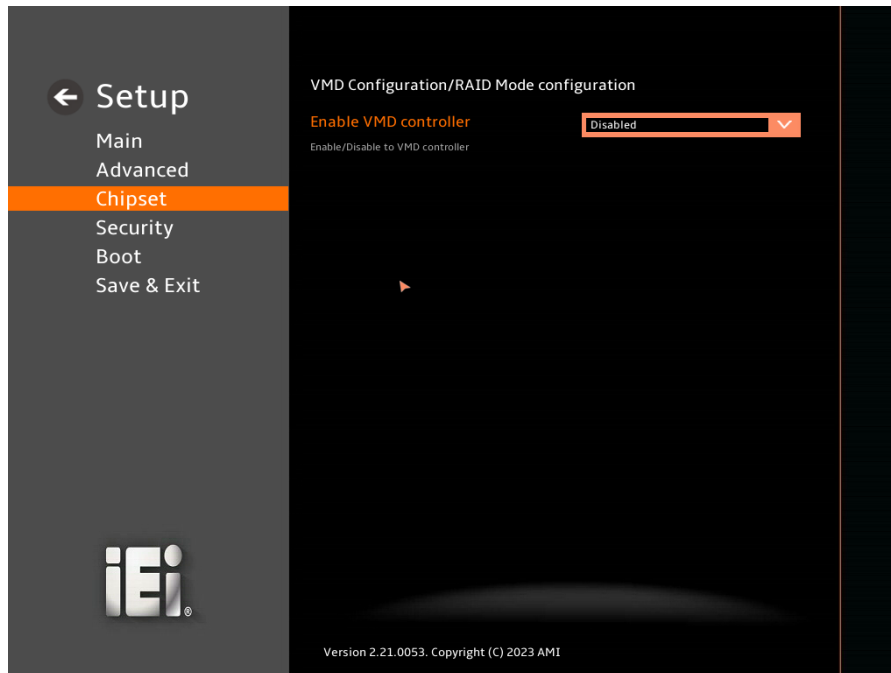 Setup
Main
Advanced
Chipset
Security
Boot
Save & Exit
iEi®
VMD Configuration/RAID Mode configuration
Enable VMD controller
Disabled
Enable/Disable to VMD controller
Version 2.21.0053. Copyright (C) 2023 AMI